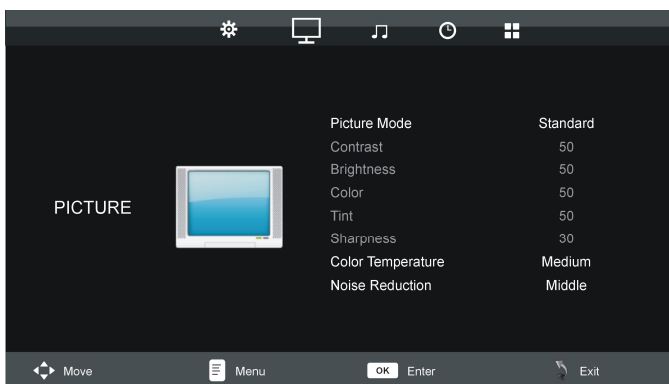 Picture Mode Standard
Contrast 50
Brightness 50
Color 50
PICTURE
Tint 50
Sharpness 30
Color Temperature Medium
Noise Reduction Middle
Move Menu OK Enter Exit